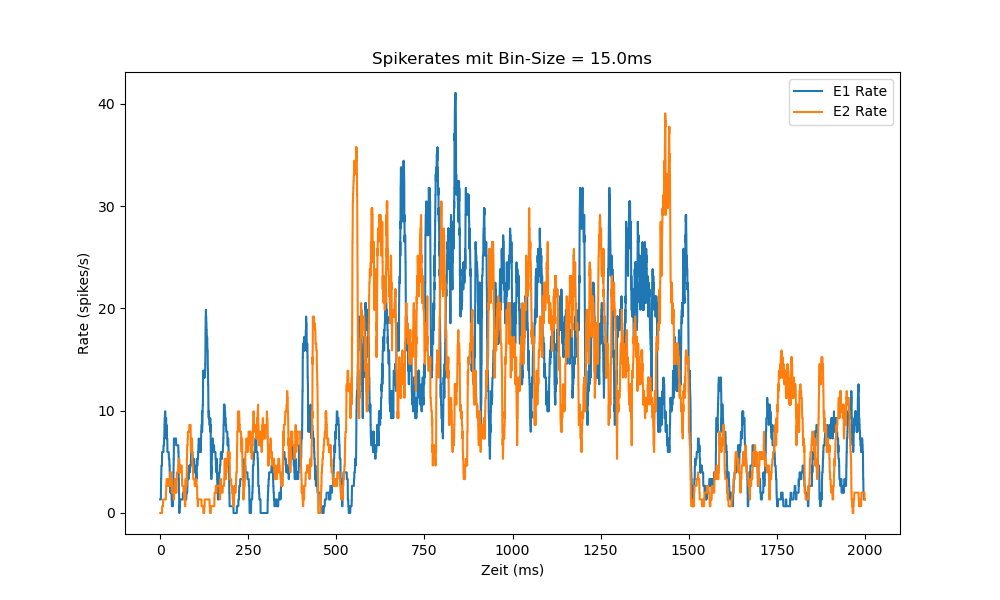 Spikerates mit Bin-Size = 15.0ms
E1 Rate
E2 Rate
40
30
20
10
0
Rate (spikes/s)
0 250 500 750 1000 1250 1500 1750 2000
Zeit (ms)